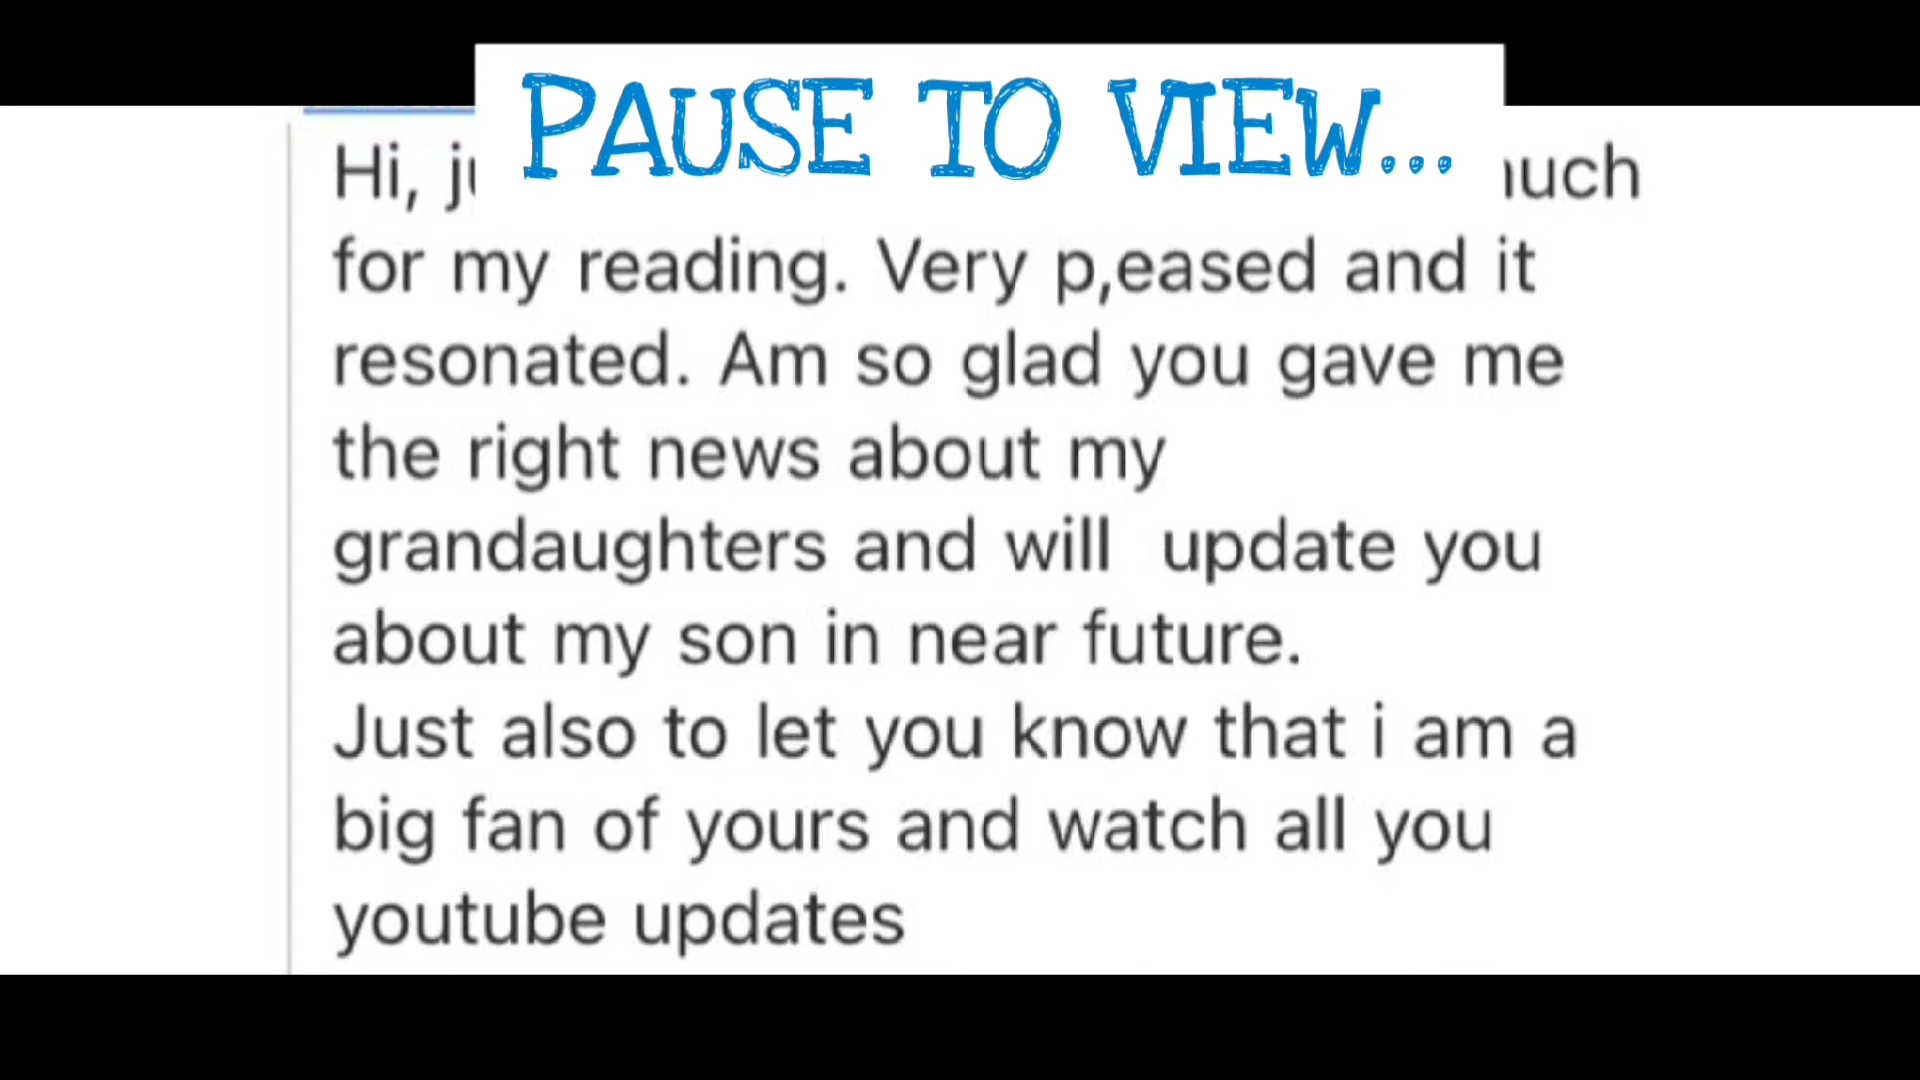 PAUSE TO VIEW...
Hi,
for my reading. Very p,eased and it
resonated. Am so glad you gave me
the right news about my
grandaughters and will  update you
about my son in near future.
Just also to let you know that i am a
big fan of yours and watch all you
youtube updates